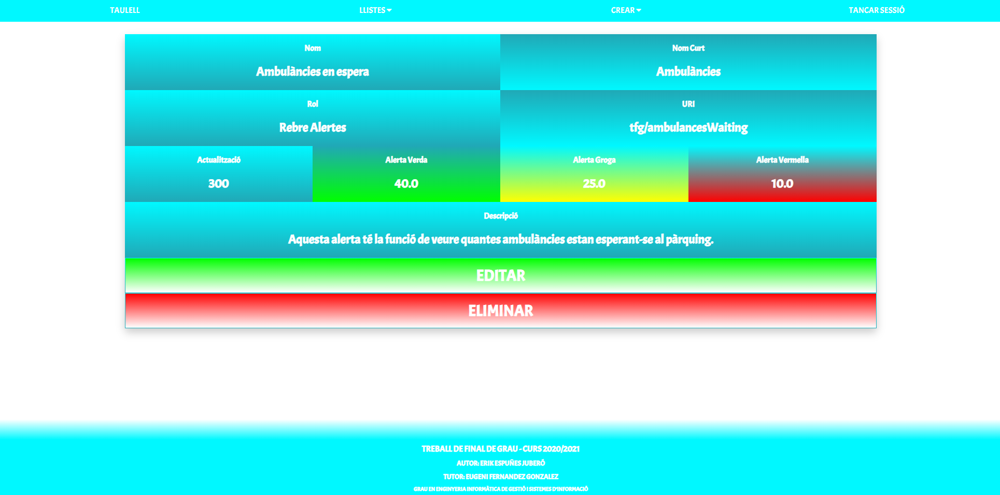 TAULELL
LLISTES
CREAR
TANCAR SESSIÓ
Nom
Ambulàncies en espera
Nom Curt
Ambulàncies
Rol
Rebre Alertes
URI
tfg/ambulancesWaiting
Actualització
300
Alerta Verda
40.0
Alerta Groga
25.0
Alerta Vermella
10.0
Descripció
Aquesta alerta té la funció de veure quantes ambulàncies estan esperant-se al pàrquing.
EDITAR
ELIMINAR
TREBALL DE FINAL DE GRAU - CURS 2020/2021
AUTOR: ERIK ESPUÑES JUBERÓ
TUTOR: EUGENI FERNANDEZ GONZALEZ
GRAU EN ENGINYERIA INFORMÀTICA DE GESTIÓ I SISTEMES D'INFORMACIÓ